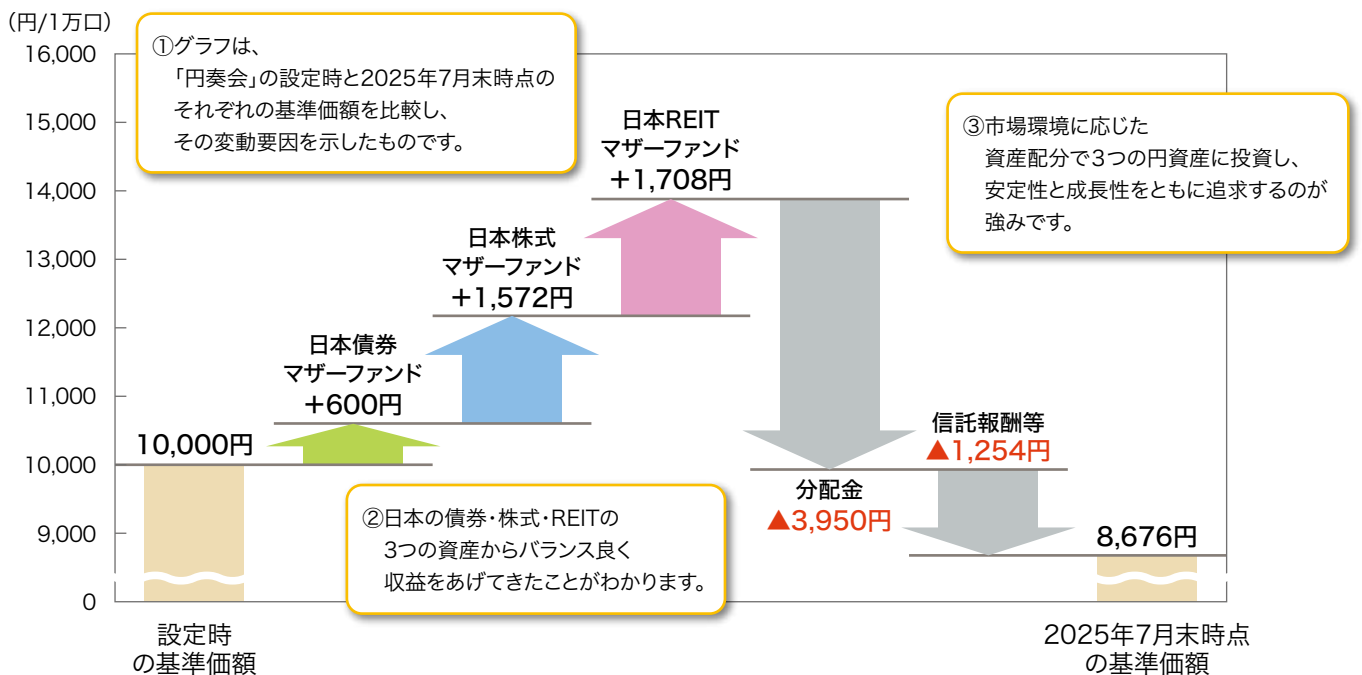 (円/1万口)
16,000
15,000
14,000
13,000
12,000
11,000
10,000
9,000
0
①グラフは、
「円奏会」の設定時と2025年7月末時点の
それぞれの基準価額を比較し、
その変動要因を示したものです。
③市場環境に応じた
資産配分で3つの円資産に投資し、
安定性と成長性をともに追求するのが
強みです。
日本REIT
マザーファンド
+1,708円
日本株式
マザーファンド
+1,572円
日本債券
マザーファンド
+600円
10,000円
信託報酬等
▲1,254円
分配金
▲3,950円
8,676円
②日本の債券・株式・REITの
3つの資産からバランス良く
収益をあげてきたことがわかります。
設定時
の基準価額
2025年7月末時点
の基準価額